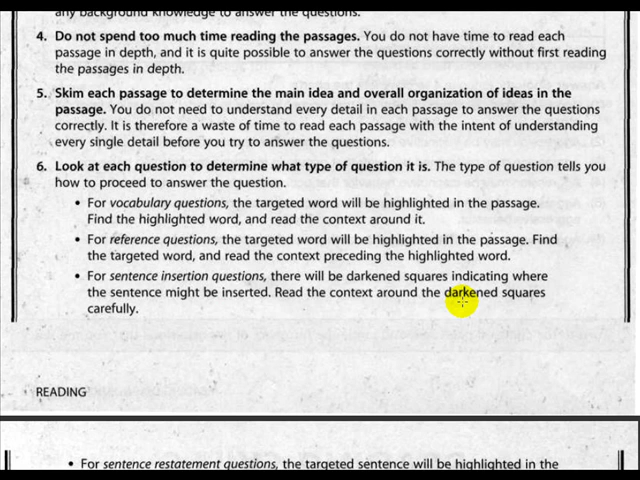 any background knowledge to answer the questions.
4. Do not spend too much time reading the passages. You do not have time to read each
passage in depth, and it is quite possible to answer the questions correctly without first reading
the passages in depth.
5. Skim each passage to determine the main idea and overall organization of ideas in the
passage. You do not need to understand every detail in each passage to answer the questions
correctly. It is therefore a waste of time to read each passage with the intent of understanding
every single detail before you try to answer the questions.
6. Look at each question to determine what type of question it is. The type of question tells you
how to proceed to answer the question.
• For vocabulary questions, the targeted word will be highlighted in the passage.
Find the highlighted word, and read the context around it.
• For reference questions, the targeted word will be highlighted in the passage. Find
the targeted word, and read the context preceding the highlighted word.
• For sentence insertion questions, there will be darkened squares indicating where
the sentence might be inserted. Read the context around the darkened squares
carefully.
READING
• For sentence restatement questions, the targeted sentence will be highlighted in the